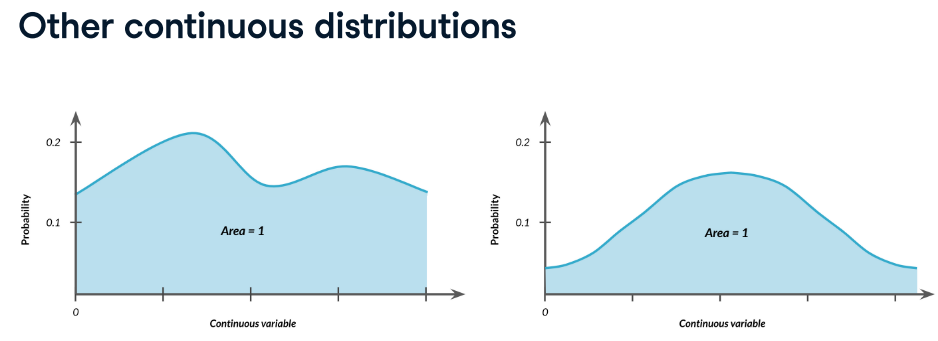 Other continuous distributions
0.2
0.1
Probability
Area = 1
0
Continuous variable
0.2
0.1
Probability
Area = 1
0
Continuous variable